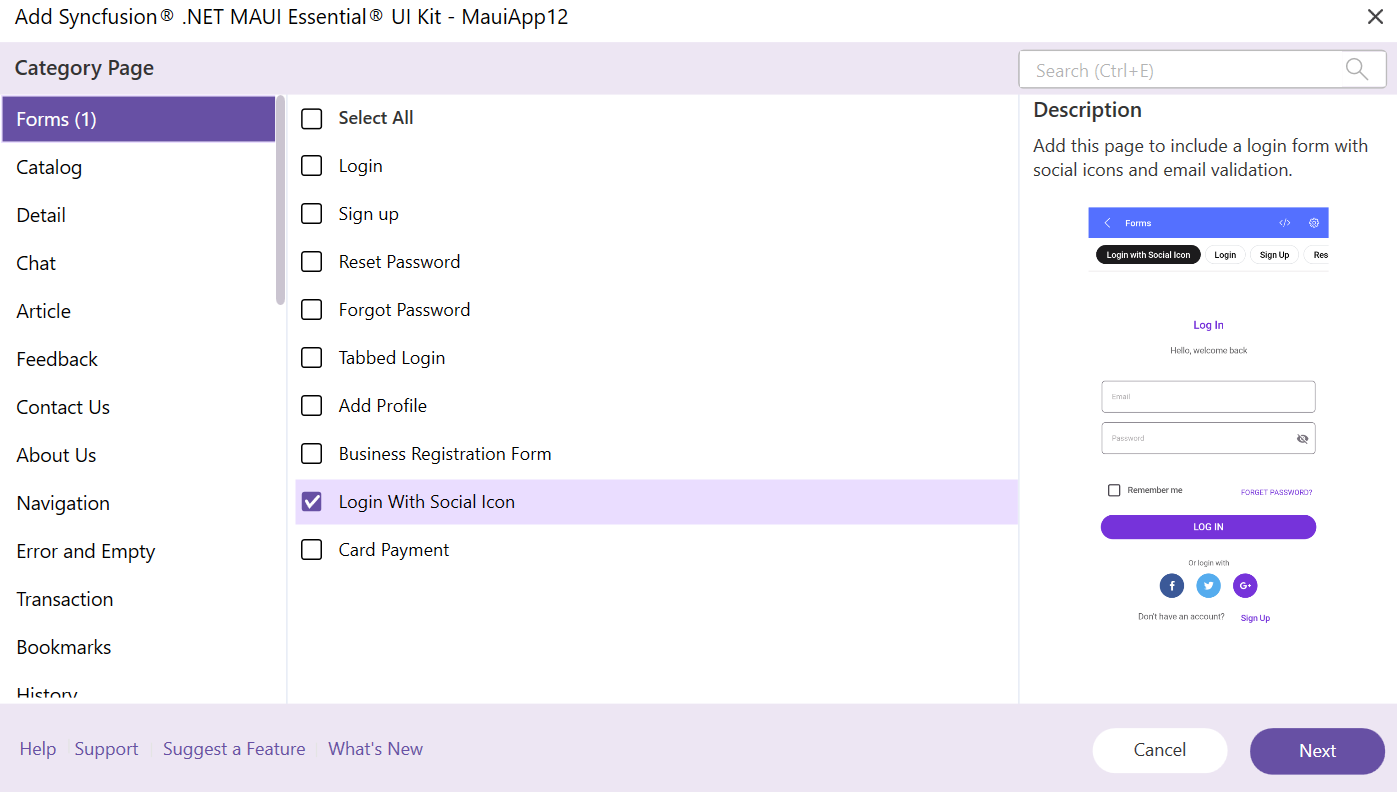 Add Syncfusion® .NET MAUI Essential® UI Kit - MauiApp12
Category Page
Search (Ctrl+E)
Forms (1)
Catalog
Detail
Chat
Article
Feedback
Contact Us
About Us
Navigation
Error and Empty
Transaction
Bookmarks
History
Select All
Login
Sign up
Reset Password
Forgot Password
Tabbed Login
Add Profile
Business Registration Form
Login With Social Icon
Card Payment
Description
Add this page to include a login form with
social icons and email validation.
Forms </>
Login with Social Icon Login Sign Up Res
Log In
Hello, welcome back
Email
Password
Remember me FORGET PASSWORD?
LOG IN
Or login with
f G+
Don't have an account? Sign Up
Help Support Suggest a Feature What's New
Cancel Next